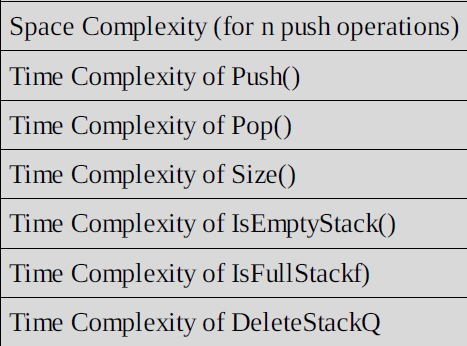 Space Complexity (for n push operations)
Time Complexity of Push()
Time Complexity of Pop()
Time Complexity of Size()
Time Complexity of IsEmptyStack()
Time Complexity of IsFullStackf)
Time Complexity of DeleteStackQ